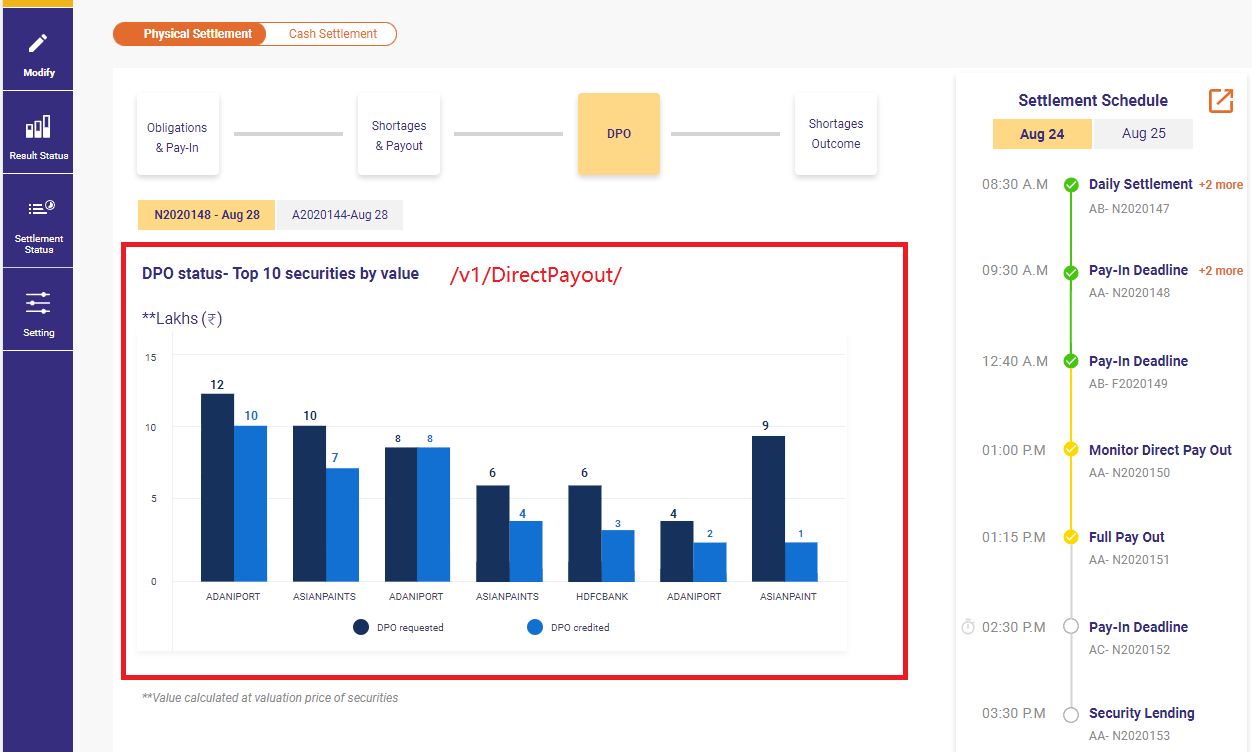 Modify
Result Status
Settlement
Status
Setting
Physical Settlement
Cash Settlement
Obligations
& Pay-In
Shortages
& Payout
DPO
Shortages
Outcome
N2020148 - Aug 28
A2020144-Aug 28
DPO status- Top 10 securities by value
/v1/DirectPayout/
**Lakhs (₹)
15
10
5
0
12
10
10
7
8
8
6
4
6
3
4
2
9
1
ADANIPORT
ASIANPAINTS
ADANIPORT
ASIANPAINTS
HDFCBANK
ADANIPORT
ASIANPAINT
DPO requested
DPO credited
**Value calculated at valuation price of securities
Settlement Schedule
Aug 24
Aug 25
08:30 A.M
Daily Settlement +2 more
AB- N2020147
09:30 A.M
Pay-In Deadline +2 more
AA- N2020148
12:40 A.M
Pay-In Deadline
AB- F2020149
01:00 P.M
Monitor Direct Pay Out
AA- N2020150
01:15 P.M
Full Pay Out
AA- N2020151
02:30 P.M
Pay-In Deadline
AC- N2020152
03:30 P.M
Security Lending
AA- N2020153